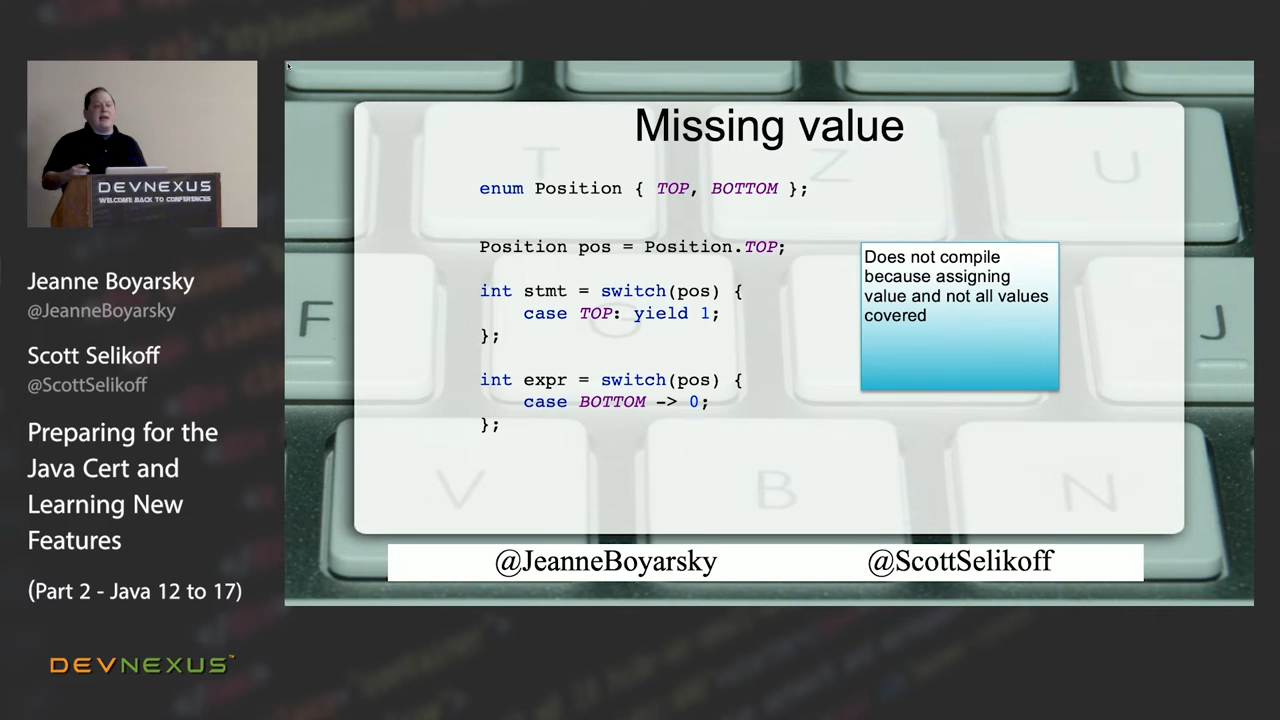 DEVNEXUS
WELCOME BACK TO CONFERENCES
Jeanne Boyarsky
@JeanneBoyarsky
Scott Selikoff
@ScottSelikoff
Preparing for the
Java Cert and
Learning New
Features
(Part 2 - Java 12 to 17)
DEVNEXUS™
Missing value
enum Position { TOP, BOTTOM };
Position pos = Position.TOP;
int stmt = switch(pos) {
case TOP: yield 1;
};
int expr = switch(pos) {
case BOTTOM -> 0;
};
Does not compile
because assigning
value and not all values
covered
T
Z
U
F
G
J
V
B
N
@JeanneBoyarsky
@ScottSelikoff